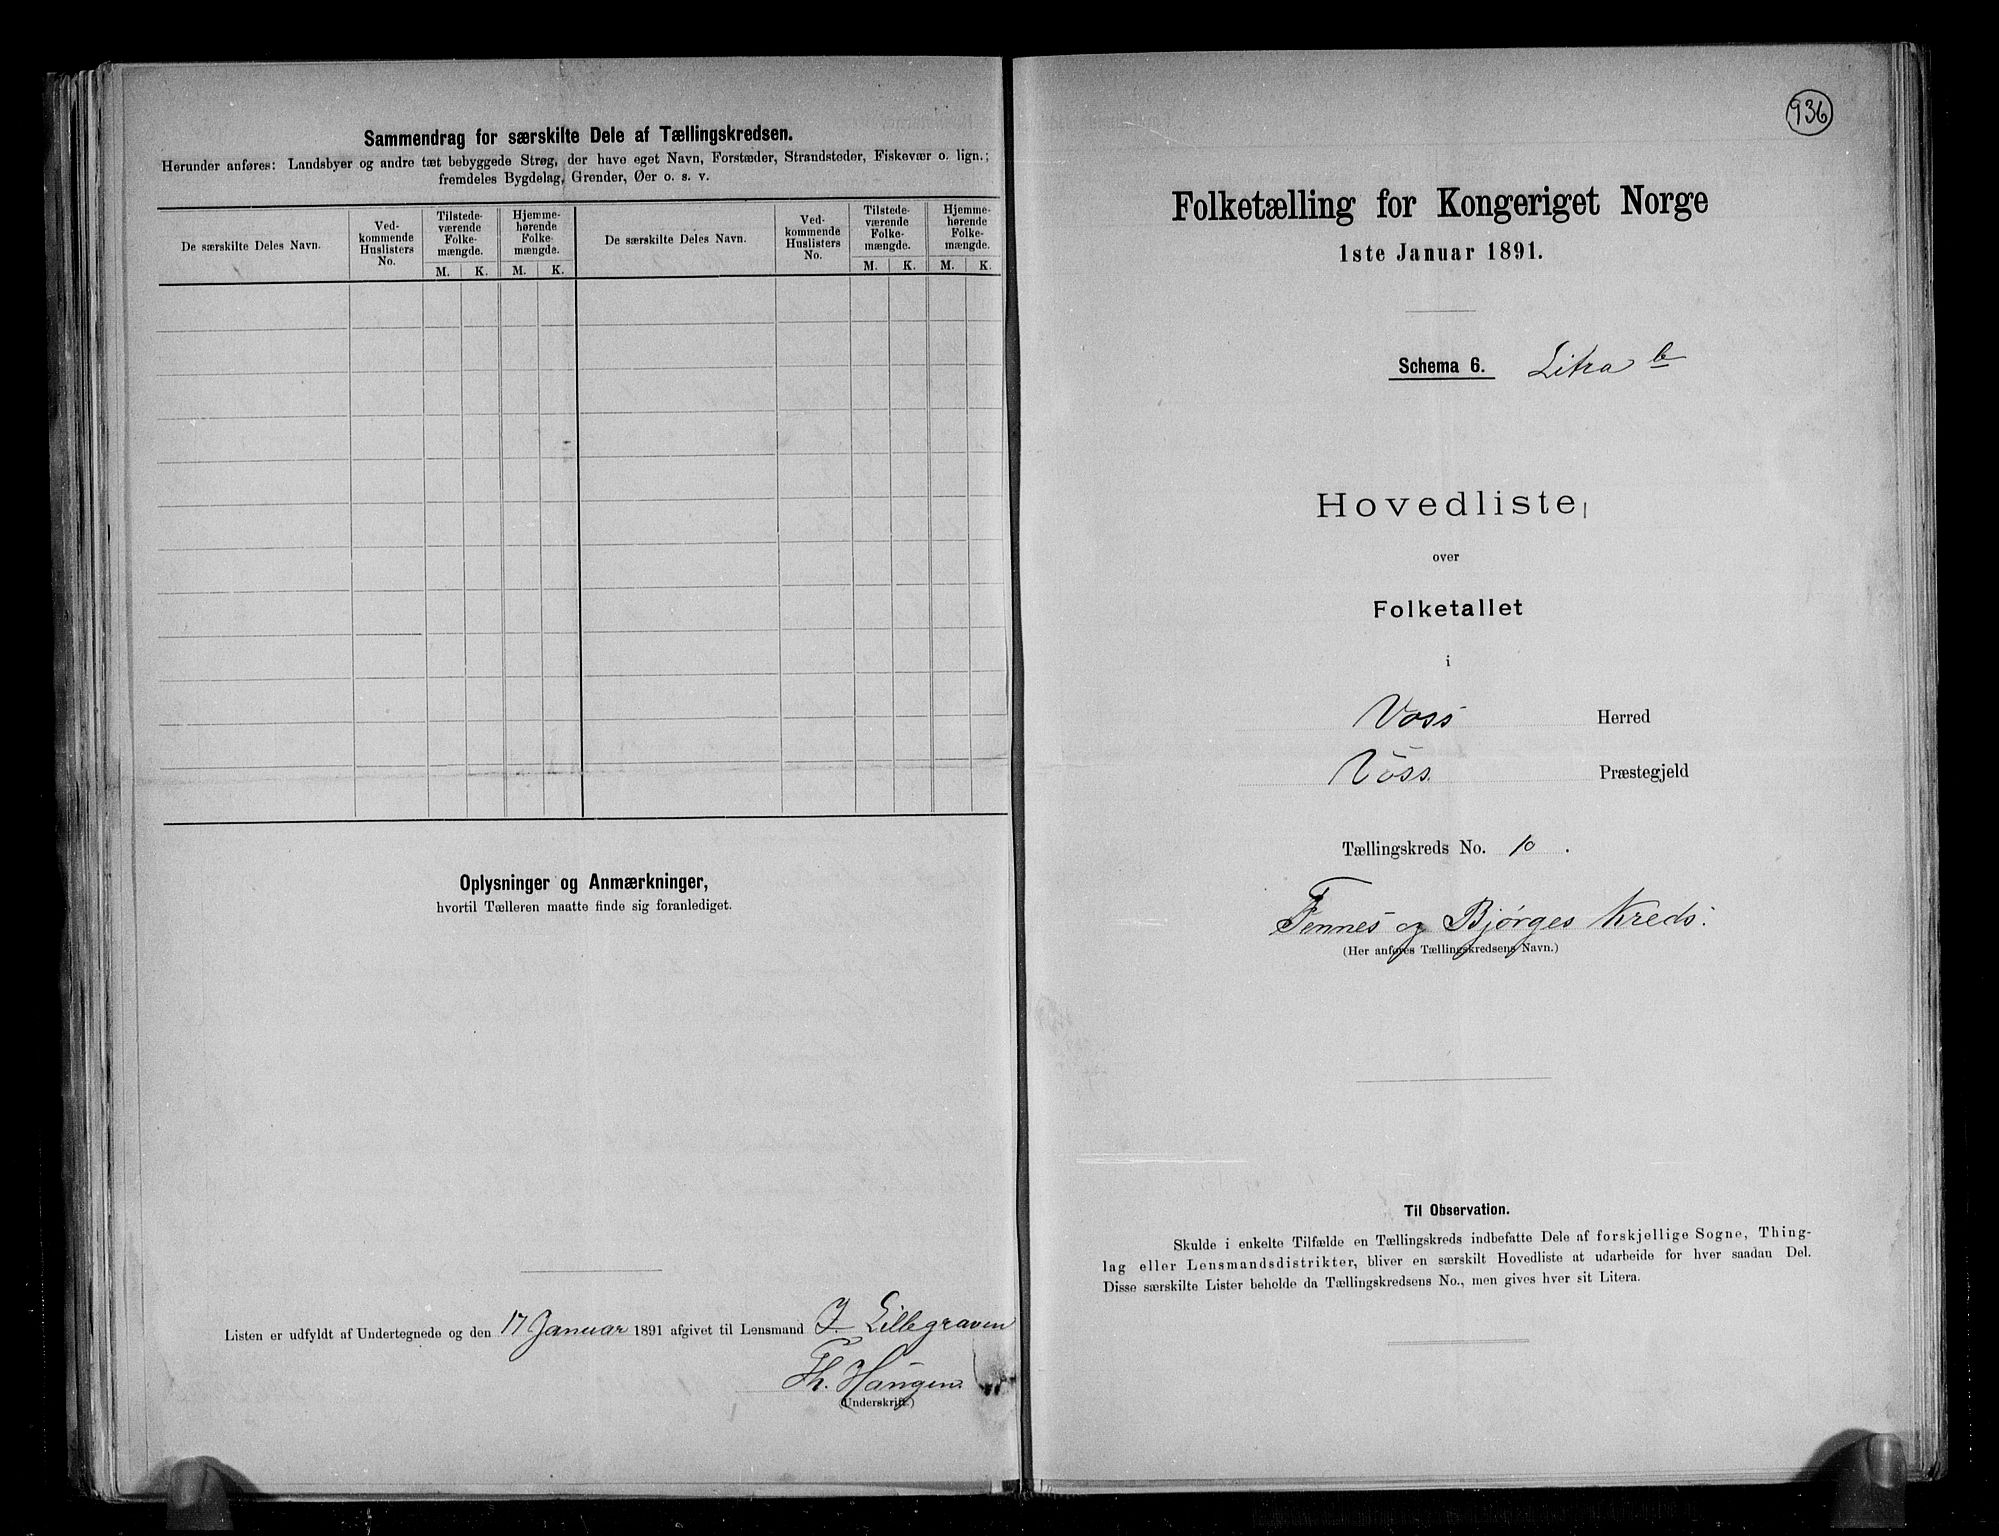 Sammendrag for særskilte Dele af Tællingskredsen.
Herunder anføres: Landsbyer og andre tæt bebyggede Strøg, der have eget Navn, Forstæder, Strandsteder, Fiskevær o. lign.;
fremdeles Bygdelag, Grender, Øer o. s. v.
De særskilte Deles Navn.
Ved-
kommende
Huslisters
No.
Tilstede-
værende
Folke-
mængde.
M. K.
Hjemme-
hørende
Folke-
mængde.
M. K.
De særskilte Deles Navn.
Ved-
kommende
Huslisters
No.
Tilstede-
værende
Folke-
mængde.
M. K.
Hjemme-
hørende
Folke-
mængde.
M. K.
Oplysninger og Anmærkninger,
hvortil Tælleren maatte finde sig foranlediget.
Listen er udfyldt af Undertegnede og den 17 Januar 1891 afgivet til Lensmand J. Lillegraven
Th. Haugen
(Underskrift.)
936
Folketælling for Kongeriget Norge
1ste Januar 1891.
Schema 6. Litra b
Hovedliste
over
Folketallet
i
Voss Herred
Voss Præstegjeld
Tællingskreds No. 10.
Fennes og Bjørges Kreds.
(Her anføres Tællingskredsens Navn.)
Til Observation.
Skulde i enkelte Tilfælde en Tællingskreds indbefatte Dele af forskjellige Sogne, Thing-
lag eller Lensmandsdistrikter, bliver en særskilt Hovedliste at udarbeide for hver saadan Del.
Disse særskilte Lister beholde da Tællingskredsens No., men gives hver sit Litera.